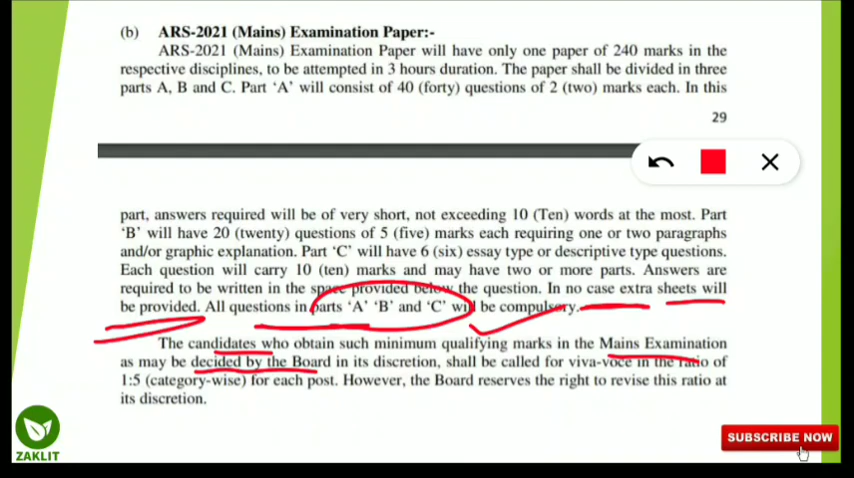 (b) ARS-2021 (Mains) Examination Paper:-
ARS-2021 (Mains) Examination Paper will have only one paper of 240 marks in the
respective disciplines, to be attempted in 3 hours duration. The paper shall be divided in three
parts A, B and C. Part ‘A’ will consist of 40 (forty) questions of 2 (two) marks each. In this
29
part, answers required will be of very short, not exceeding 10 (Ten) words at the most. Part
‘B’ will have 20 (twenty) questions of 5 (five) marks each requiring one or two paragraphs
and/or graphic explanation. Part ‘C’ will have 6 (six) essay type or descriptive type questions.
Each question will carry 10 (ten) marks and may have two or more parts. Answers are
required to be written in the space provided below the question. In no case extra sheets will
be provided. All questions in parts ‘A’ ‘B’ and ‘C’ will be compulsory.
The candidates who obtain such minimum qualifying marks in the Mains Examination
as may be decided by the Board in its discretion, shall be called for viva-voce in the ratio of
1:5 (category-wise) for each post. However, the Board reserves the right to revise this ratio at
its discretion.
ZAKLIT
SUBSCRIBE NOW